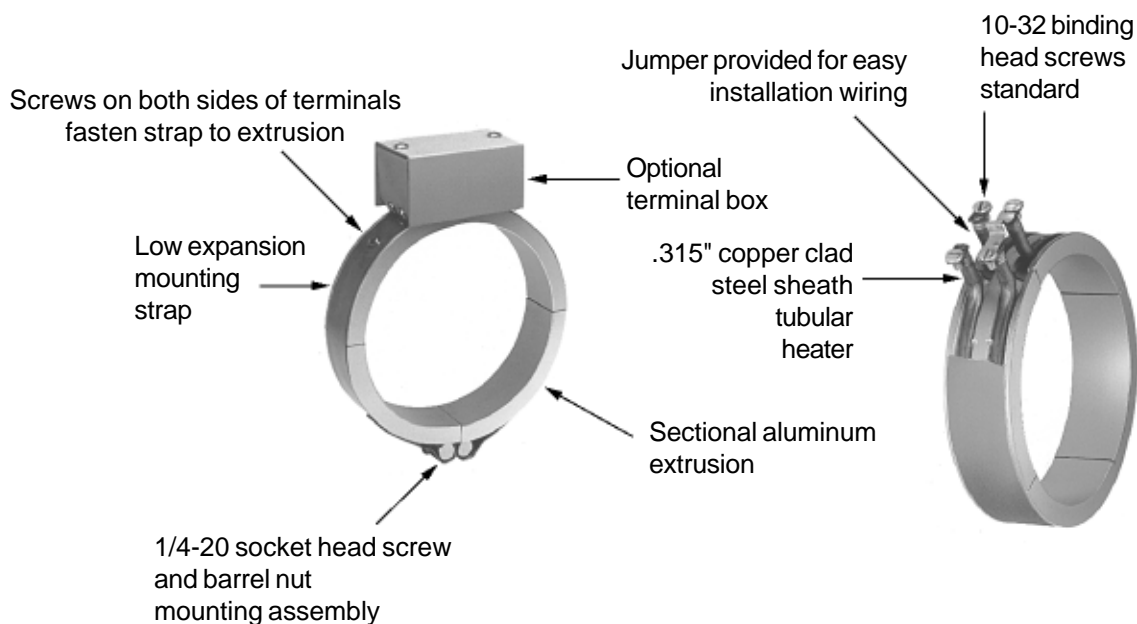 10-32 binding
head screws
standard
Jumper provided for easy
installation wiring
Screws on both sides of terminals
fasten strap to extrusion
Optional
terminal box
Low expansion
mounting
strap
.315" copper clad
steel sheath
tubular
heater
Sectional aluminum
extrusion
1/4-20 socket head screw
and barrel nut
mounting assembly